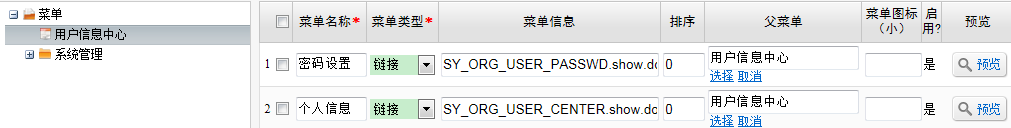 菜单
用户信息中心
系统管理
菜单名称* 菜单类型* 菜单信息 排序 父菜单 菜单图标（小） 启用? 预览
1 密码设置 链接 SY_ORG_USER_PASSWD.show.do 0 用户信息中心 是 预览
选择 取消
2 个人信息 链接 SY_ORG_USER_CENTER.show.do 0 用户信息中心 是 预览
选择 取消